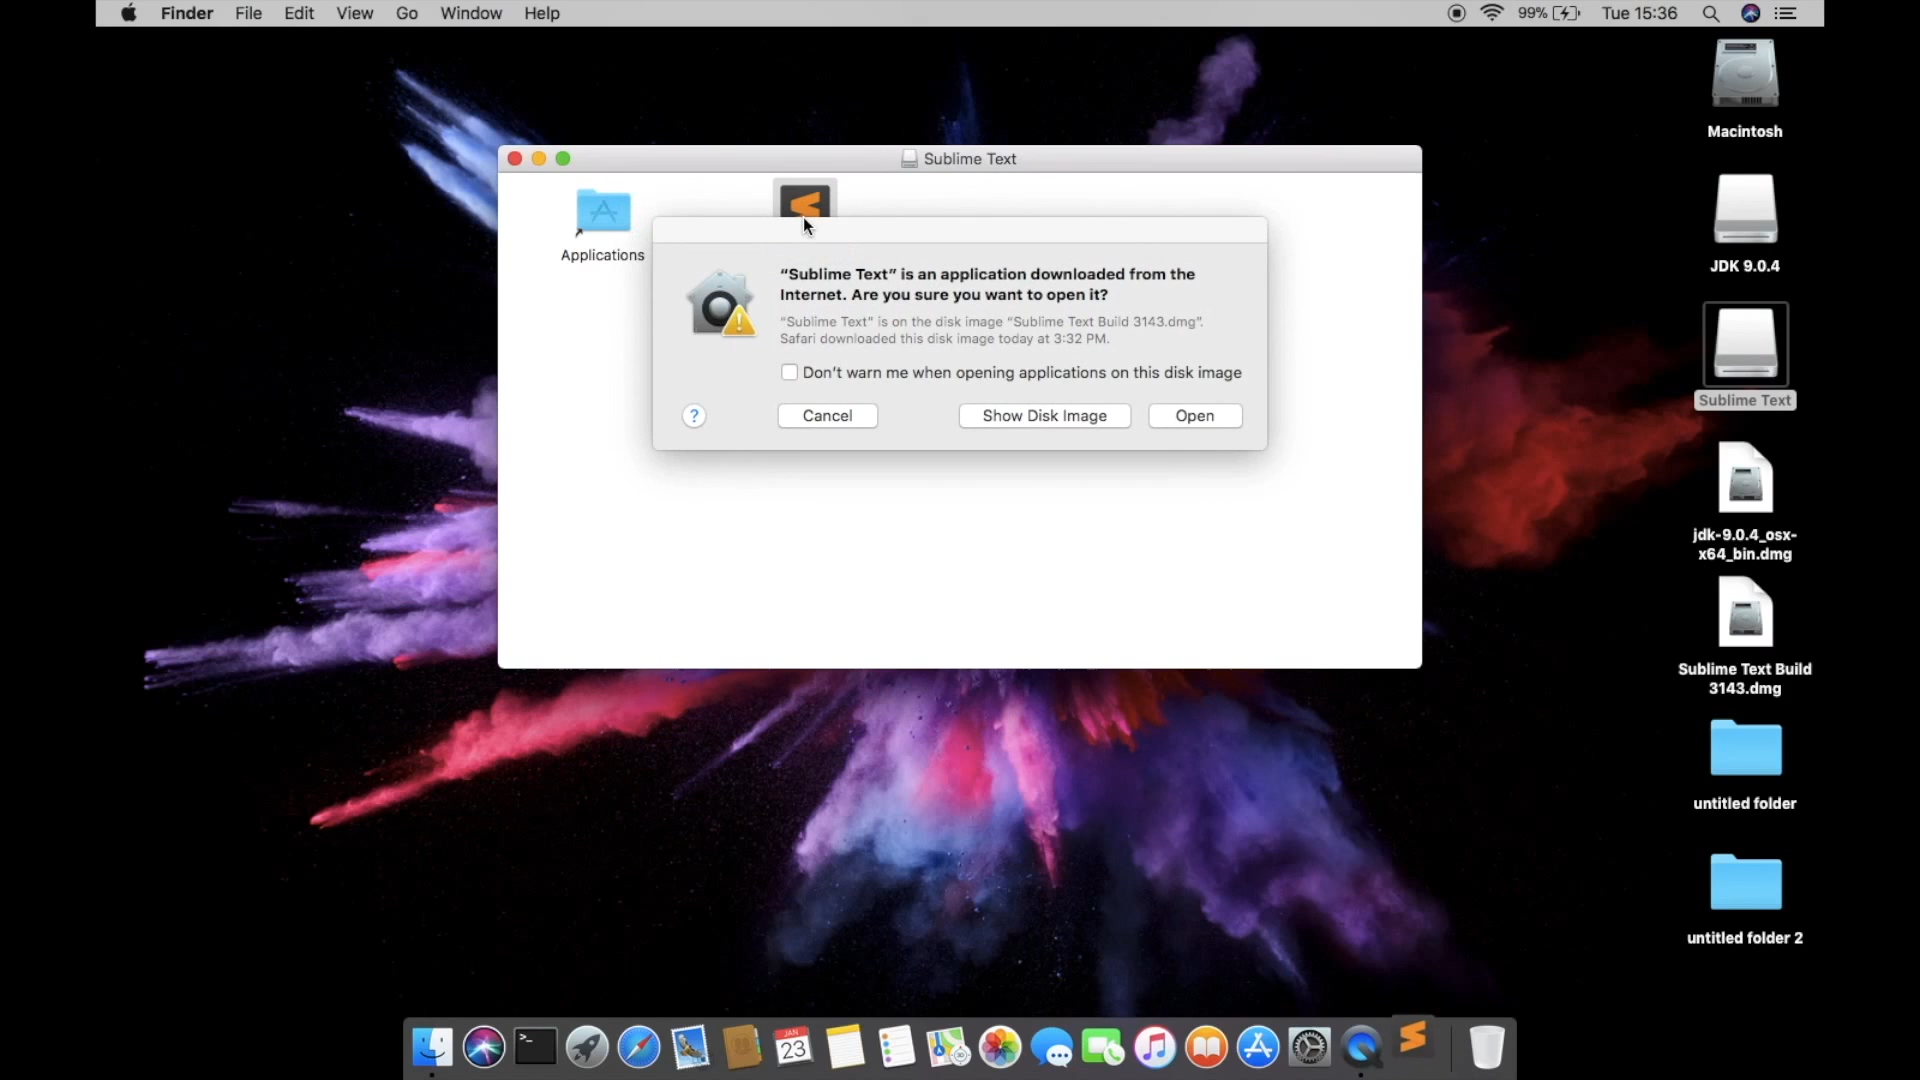 Finder File Edit View Go Window Help 99% Tue 15:36
Macintosh
Sublime Text
Applications
JDK 9.0.4
“Sublime Text” is an application downloaded from the
Internet. Are you sure you want to open it?
“Sublime Text” is on the disk image “Sublime Text Build 3143.dmg”.
Safari downloaded this disk image today at 3:32 PM.
Don’t warn me when opening applications on this disk image
? Cancel Show Disk Image Open
Sublime Text
jdk-9.0.4_osx-
x64_bin.dmg
Sublime Text Build
3143.dmg
untitled folder
untitled folder 2
JAN
23